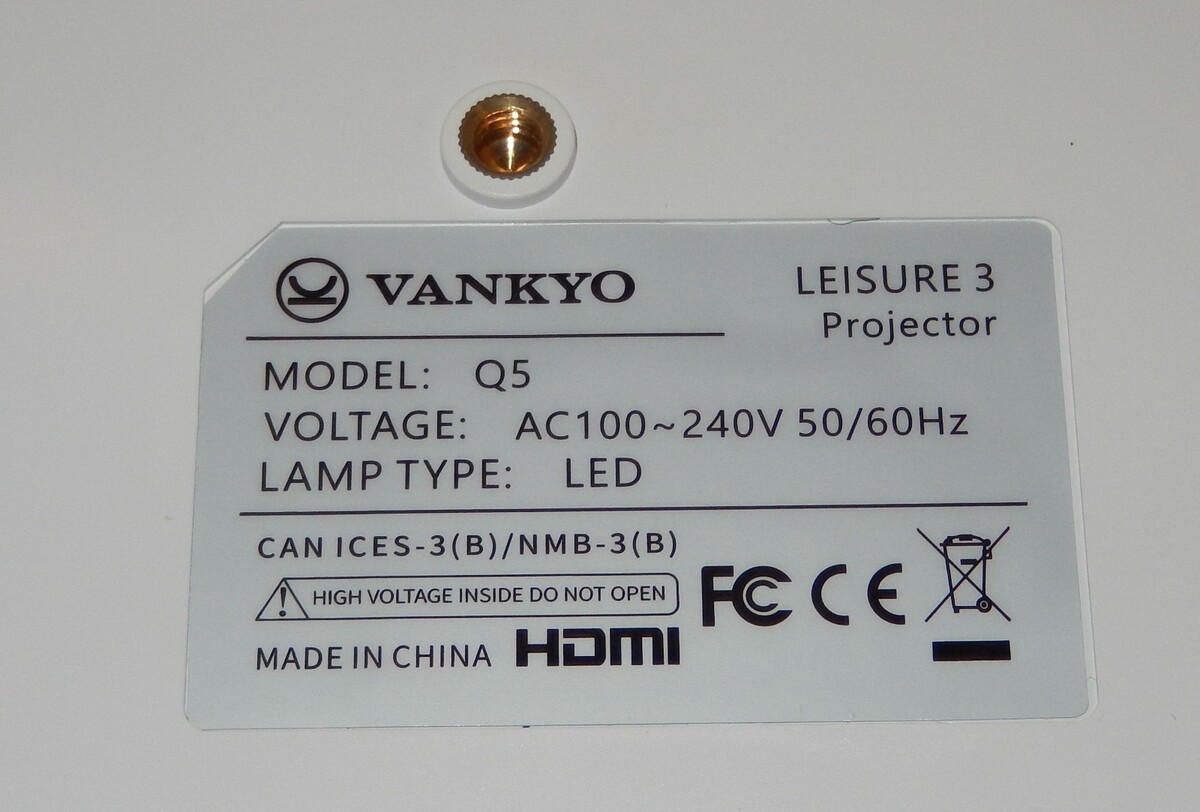 VANKYO
LEISURE 3
Projector
MODEL: Q5
VOLTAGE: AC100~240V 50/60Hz
LAMP TYPE: LED
CAN ICES-3(B)/NMB-3(B)
HIGH VOLTAGE INSIDE DO NOT OPEN
FC CE
MADE IN CHINA HDMI